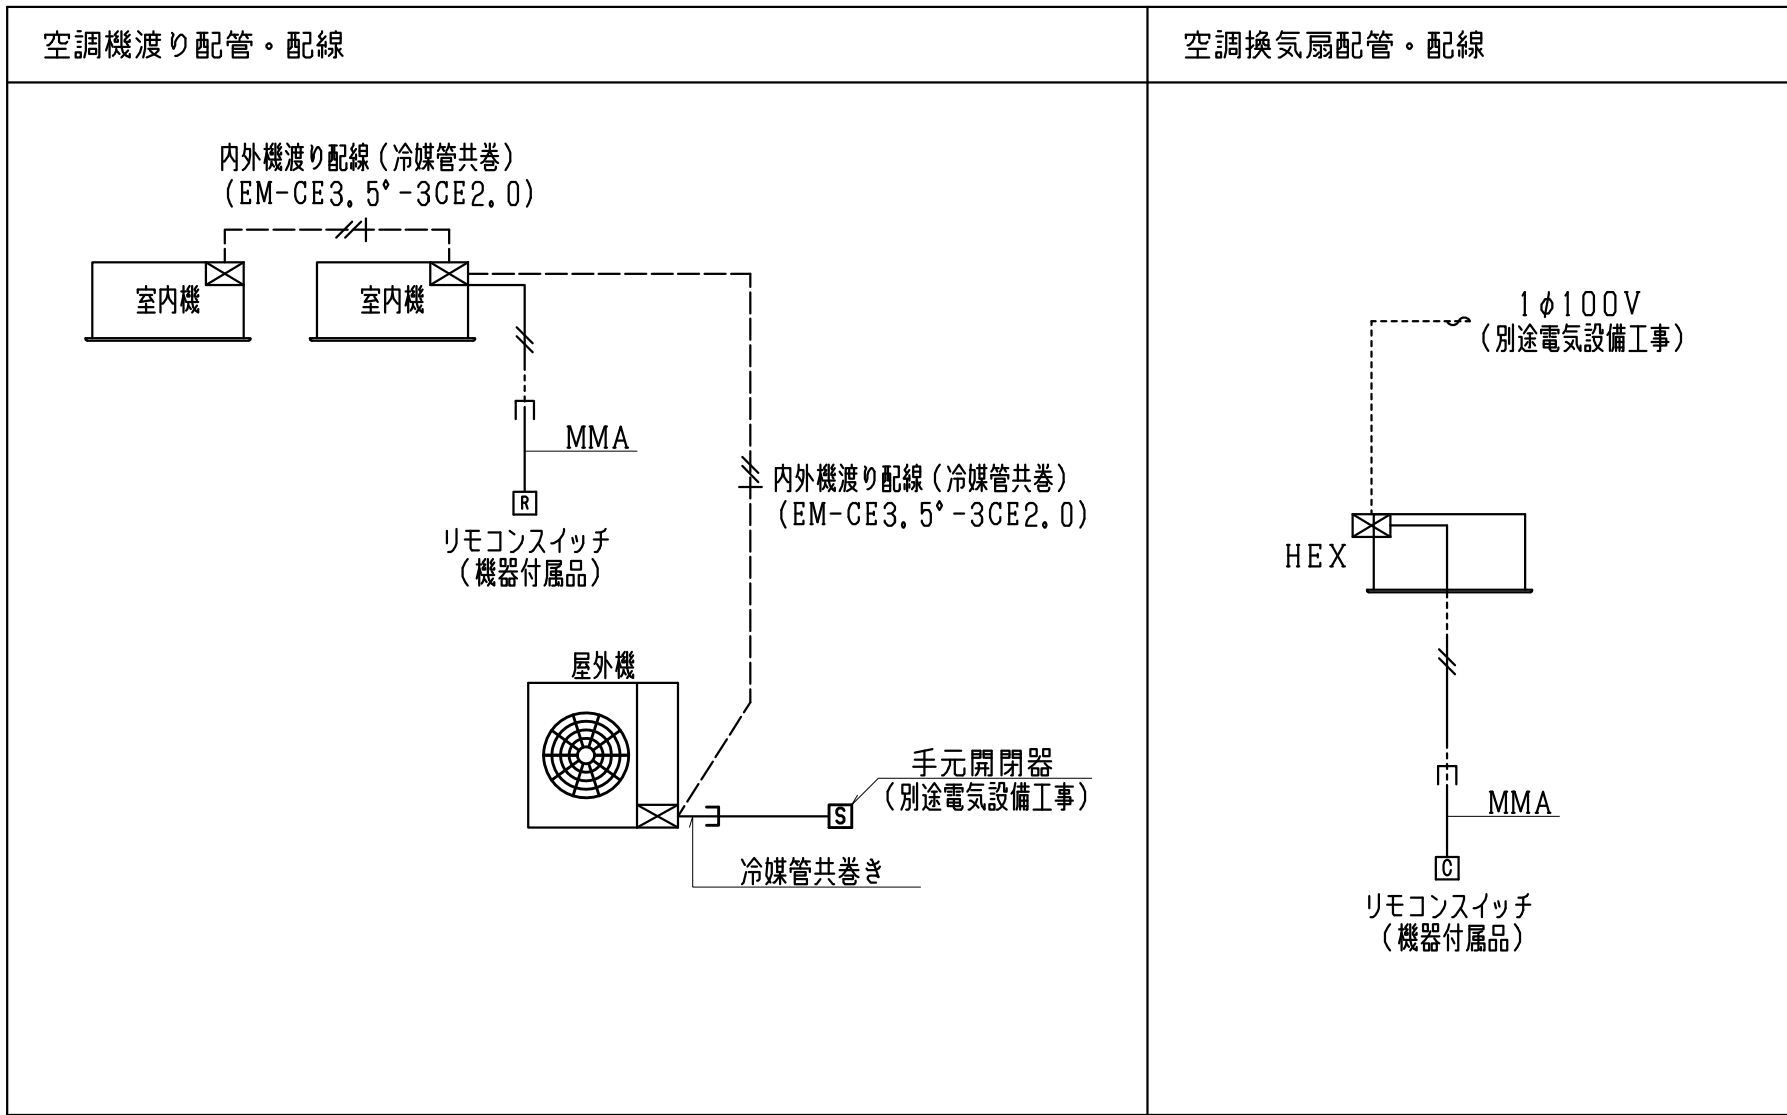 空調機渡り配管・配線
内外機渡り配線（冷媒管共巻）
（EM-CE3.5°-3CE2.0）
室内機
室内機
MMA
R
リモコンスイッチ
（機器付属品）
内外機渡り配線（冷媒管共巻）
（EM-CE3.5°-3CE2.0）
屋外機
手元開閉器
（別途電気設備工事）
S
冷媒管共巻き
空調換気扇配管・配線
1φ100V
（別途電気設備工事）
HEX
MMA
C
リモコンスイッチ
（機器付属品）